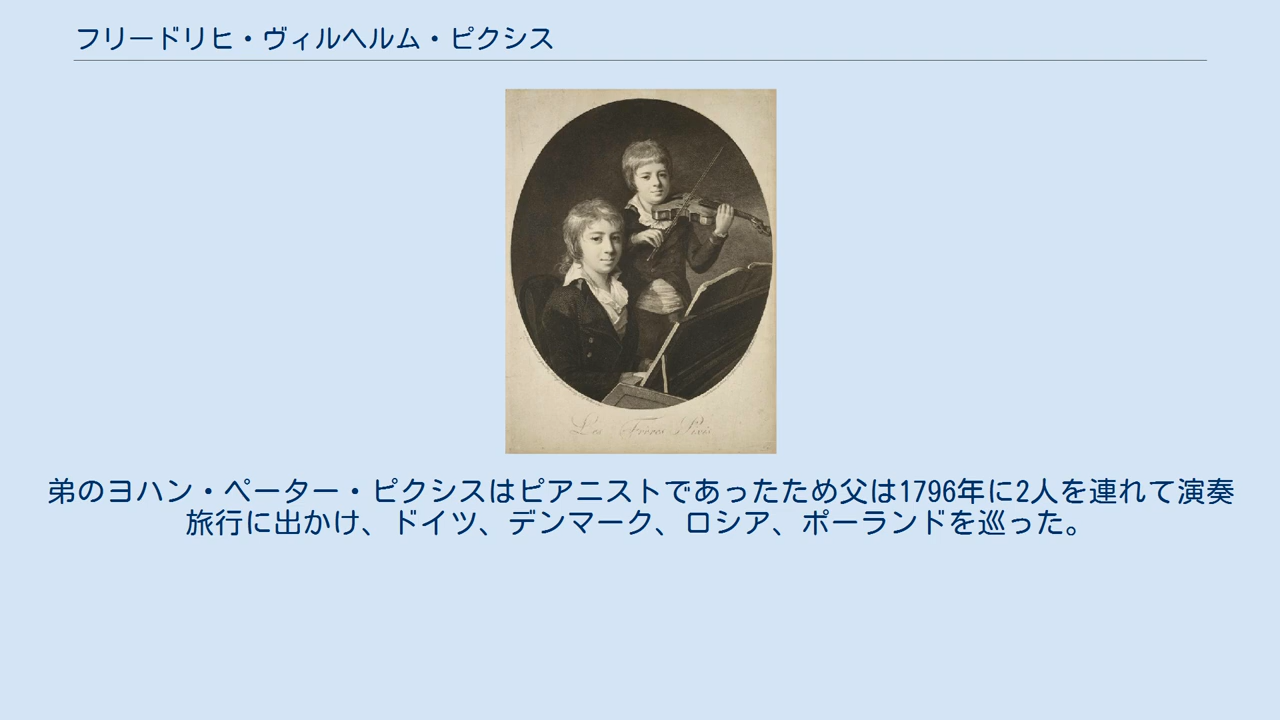 フリードリヒ・ヴィルヘルム・ピクシス
Les Frères Pixis
弟のヨハン・ペーター・ピクシスはピアニストであったため父は1796年に2人を連れて演奏
旅行に出かけ、ドイツ、デンマーク、ロシア、ポーランドを巡った。